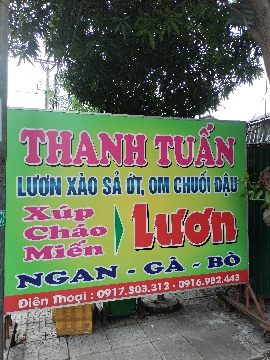 THANH TUẤN
LƯƠN XÀO SẢ ỚT, OM CHUỐI ĐẬU
Xúp
Cháo
Miến
Lươn
NGAN - GÀ - BÒ
Điện Thoại : 0917.303.313 - 0916.982.443